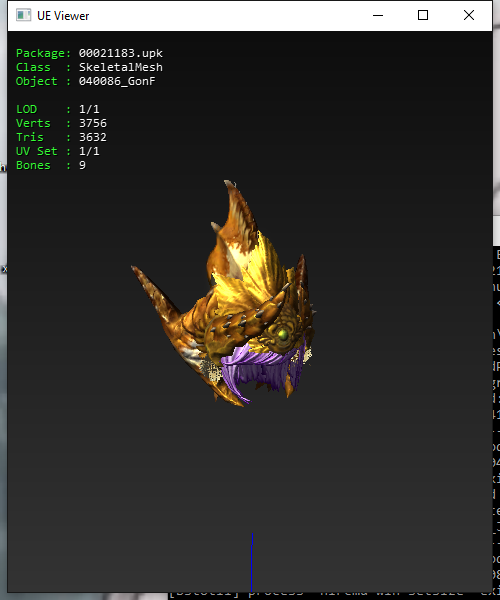 UE Viewer
Package: 00021183.upk
Class : SkeletalMesh
Object : 040086_GonF
LOD : 1/1
Verts : 3756
Tris : 3632
UV Set : 1/1
Bones : 9